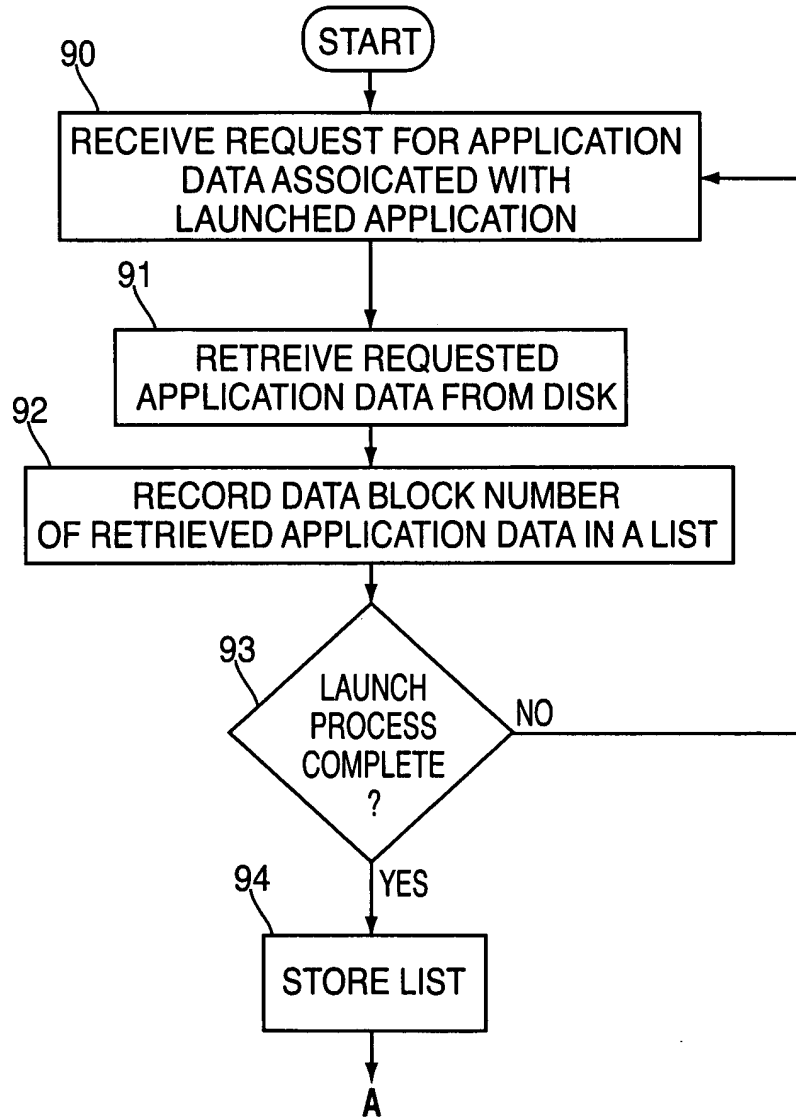 START
90
RECEIVE REQUEST FOR APPLICATION
DATA ASSOICATED WITH
LAUNCHED APPLICATION
91
RETREIVE REQUESTED
APPLICATION DATA FROM DISK
92
RECORD DATA BLOCK NUMBER
OF RETRIEVED APPLICATION DATA IN A LIST
93
LAUNCH
PROCESS
COMPLETE
?
NO
YES
94
STORE LIST
A